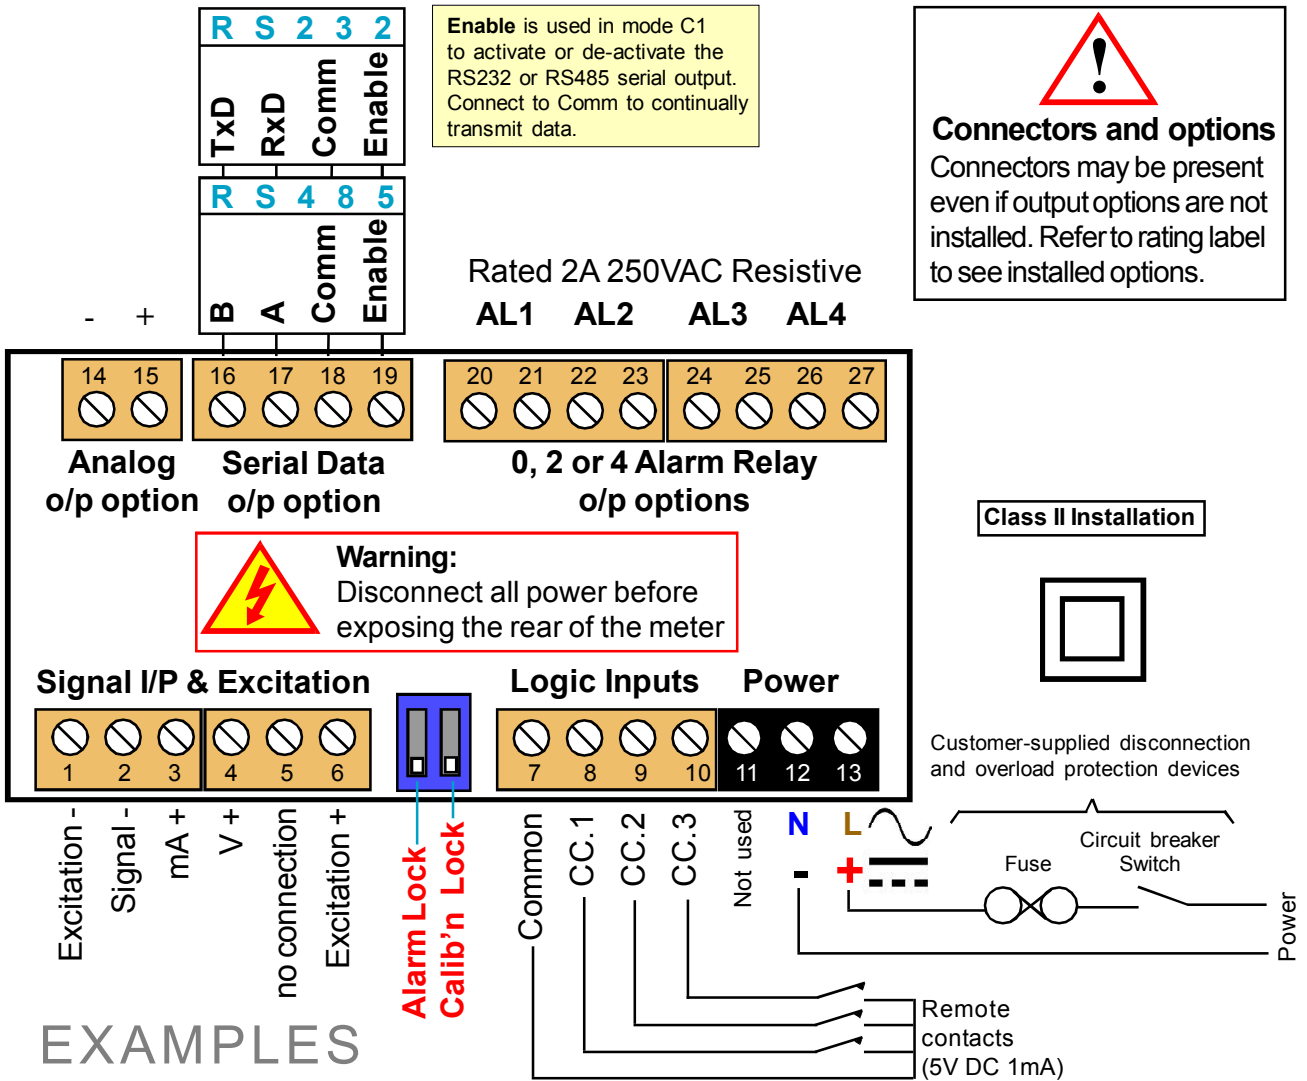 R S 2 3 2
TxD
RxD
Comm
Enable
R S 4 8 5
B
A
Comm
Enable
Enable is used in mode C1
to activate or de-activate the
RS232 or RS485 serial output.
Connect to Comm to continually
transmit data.
!
Connectors and options
Connectors may be present
even if output options are not
installed. Refer to rating label
to see installed options.
Rated 2A 250VAC Resistive
AL1 AL2 AL3 AL4
- +
14 15 16 17 18 19 20 21 22 23 24 25 26 27
Analog
o/p option
Serial Data
o/p option
0, 2 or 4 Alarm Relay
o/p options
Warning:
Disconnect all power before
exposing the rear of the meter
Class II Installation
Signal I/P & Excitation
Logic Inputs
Power
1 2 3 4 5 6 7 8 9 10 11 12 13
Excitation -
Signal -
mA +
V +
no connection
Excitation +
Alarm Lock
Calib'n Lock
Common
CC.1
CC.2
CC.3
Not used
N L
- +
Customer-supplied disconnection
and overload protection devices
Fuse
Circuit breaker
Switch
Power
Remote
contacts
(5V DC 1mA)
EXAMPLES